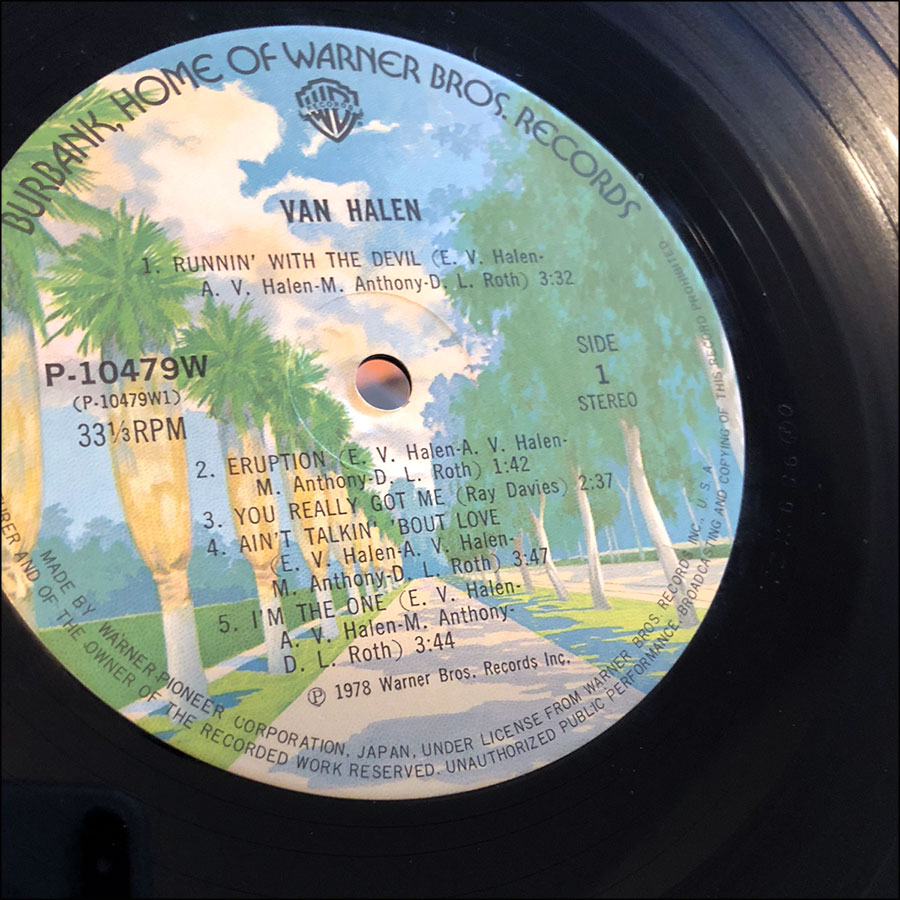 BURBANK, HOME OF WARNER BROS. RECORDS
RECORDS
VAN HALEN
1. RUNNIN' WITH THE DEVIL (E. V. Halen-
A. V. Halen-M. Anthony-D. L. Roth) 3:32
P-10479W
(P-10479W1)
33⅓RPM
SIDE
1
STEREO
2. ERUPTION (E. V. Halen-A. V. Halen-
M. Anthony-D. L. Roth) 1:42
3. YOU REALLY GOT ME (Ray Davies) 2:37
4. AIN'T TALKIN' 'BOUT LOVE
(E. V. Halen-A. V. Halen-
M. Anthony-D. L. Roth) 3:47
5. I'M THE ONE (E. V. Halen-
A. V. Halen-M. Anthony-
D. L. Roth) 3:44
Ⓟ 1978 Warner Bros. Records Inc.
MADE BY WARNER-PIONEER CORPORATION, JAPAN, UNDER LICENSE FROM WARNER BROS. RECORDS INC., U.S.A.
AND OF THE OWNER OF THE RECORDED WORK RESERVED. UNAUTHORIZED PUBLIC PERFORMANCE, BROADCASTING AND COPYING OF THIS RECORD PROHIBITED